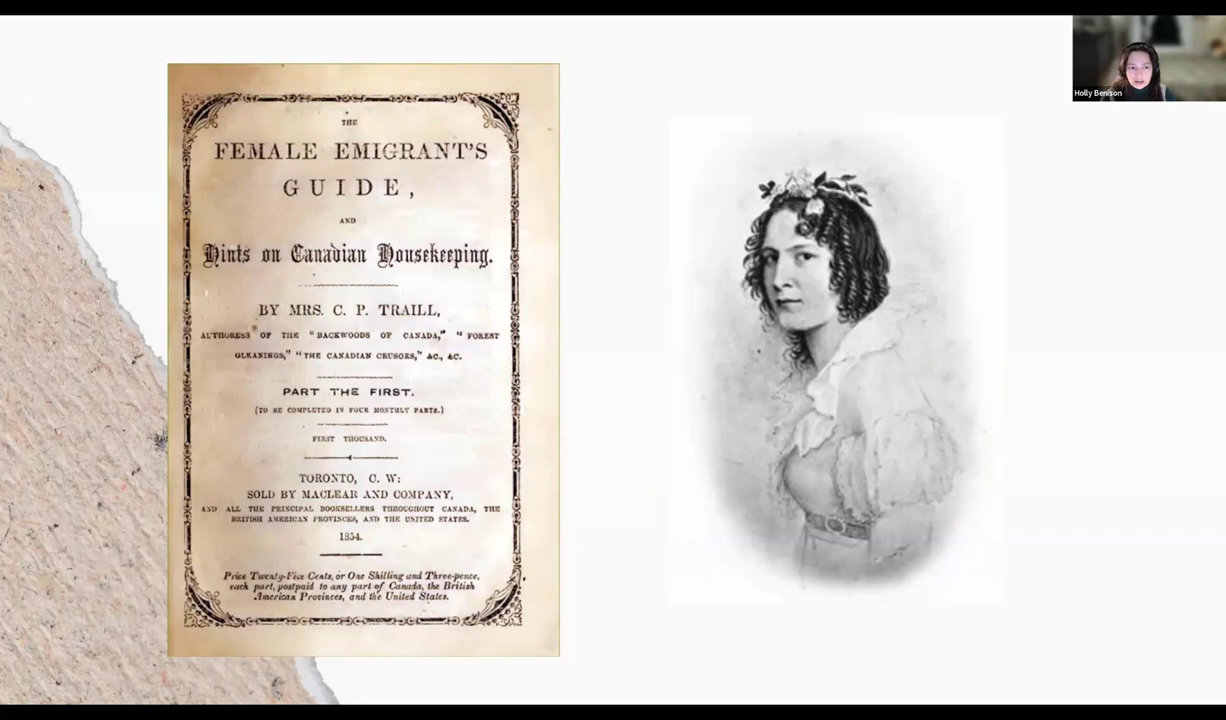 THE
FEMALE EMIGRANT'S
GUIDE,
AND
Hints on Canadian Housekeeping.
BY MRS. C. P. TRAILL,
AUTHORESS OF THE "BACKWOODS OF CANADA," "FOREST
GLEANINGS," "THE CANADIAN CRUSOES," &C., &C.
PART THE FIRST.
(TO BE COMPLETED IN FOUR MONTHLY PARTS.)
FIRST THOUSAND.
TORONTO, C. W:
SOLD BY MACLEAR AND COMPANY,
AND ALL THE PRINCIPAL BOOKSELLERS THROUGHOUT CANADA, THE
BRITISH AMERICAN PROVINCES, AND THE UNITED STATES.
1854.
Price Twenty-Five Cents, or One Shilling and Three-pence,
each part, postpaid to any part of Canada, the British
American Provinces, and the United States.
Holly Benison